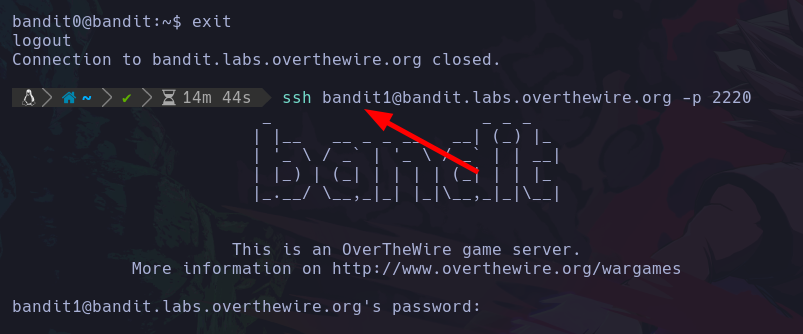 bandit0@bandit:~$ exit
logout
Connection to bandit.labs.overthewire.org closed.
~ ✔ 14m 44s ssh bandit1@bandit.labs.overthewire.org -p 2220
bandit
This is an OverTheWire game server.
More information on http://www.overthewire.org/wargames
bandit1@bandit.labs.overthewire.org's password: